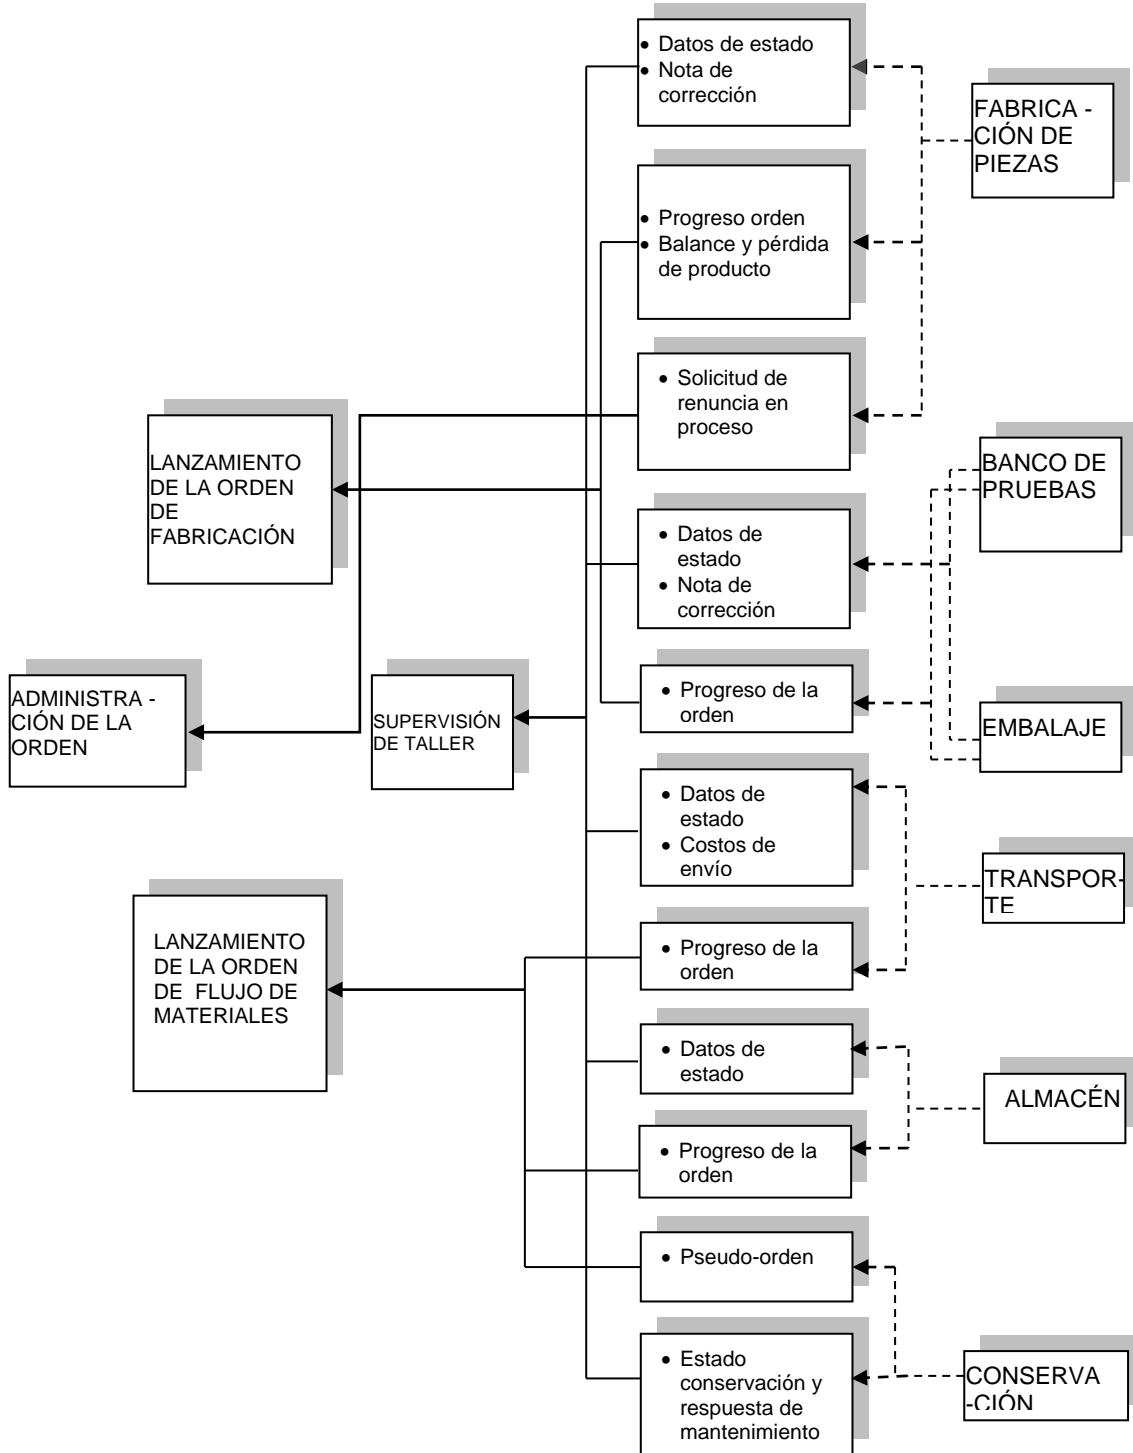 • Datos de estado
• Nota de
corrección
FABRICA -
CIÓN DE
PIEZAS
• Progreso orden
• Balance y pérdida
de producto
• Solicitud de
renuncia en
proceso
LANZAMIENTO
DE LA ORDEN
DE
FABRICACIÓN
BANCO DE
PRUEBAS
• Datos de
estado
• Nota de
corrección
ADMINISTRA -
CIÓN DE LA
ORDEN
SUPERVISIÓN
DE TALLER
• Progreso de la
orden
EMBALAJE
• Datos de
estado
• Costos de
envío
TRANSPOR-
TE
LANZAMIENTO
DE LA ORDEN
DE FLUJO DE
MATERIALES
• Progreso de la
orden
• Datos de
estado
ALMACÉN
• Progreso de la
orden
• Pseudo-orden
• Estado
conservación y
respuesta de
mantenimiento
CONSERVA
-CIÓN